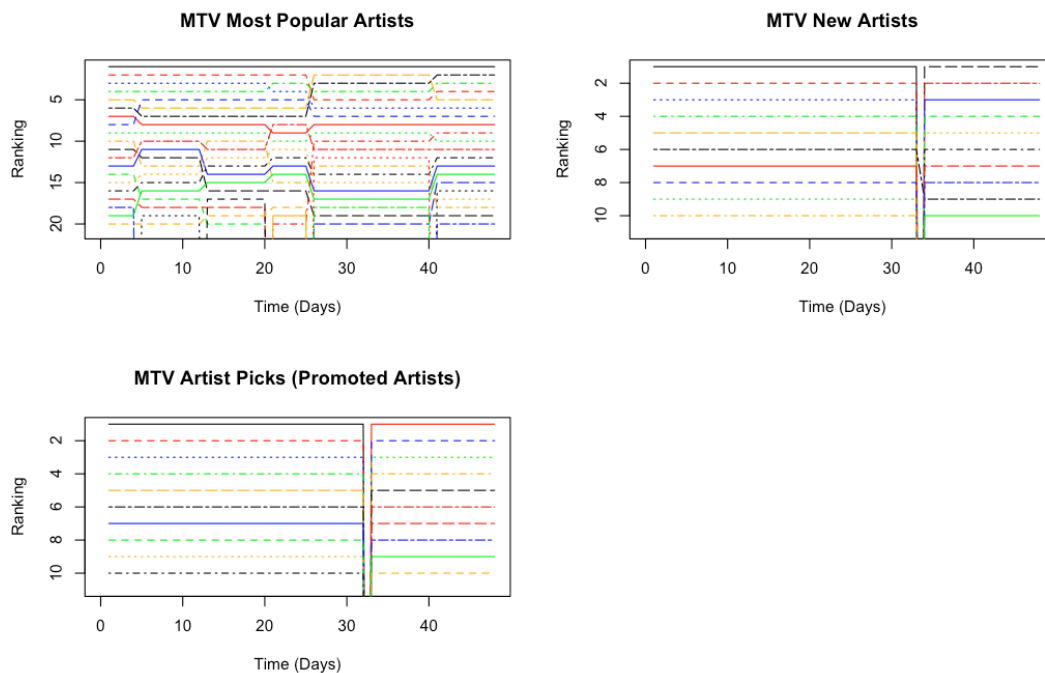 MTV Most Popular Artists
Ranking
5
10
15
20
0 10 20 30 40
Time (Days)
MTV New Artists
Ranking
2
4
6
8
10
0 10 20 30 40
Time (Days)
MTV Artist Picks (Promoted Artists)
Ranking
2
4
6
8
10
0 10 20 30 40
Time (Days)